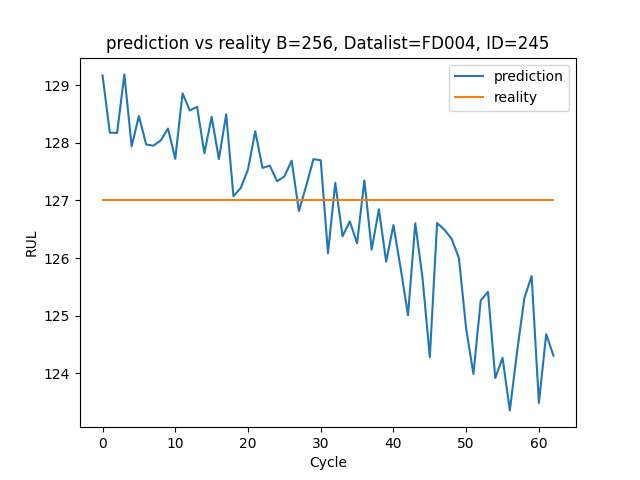 prediction vs reality B=256, Datalist=FD004, ID=245
prediction
reality
129
128
127
126
125
124
RUL
0 10 20 30 40 50 60
Cycle